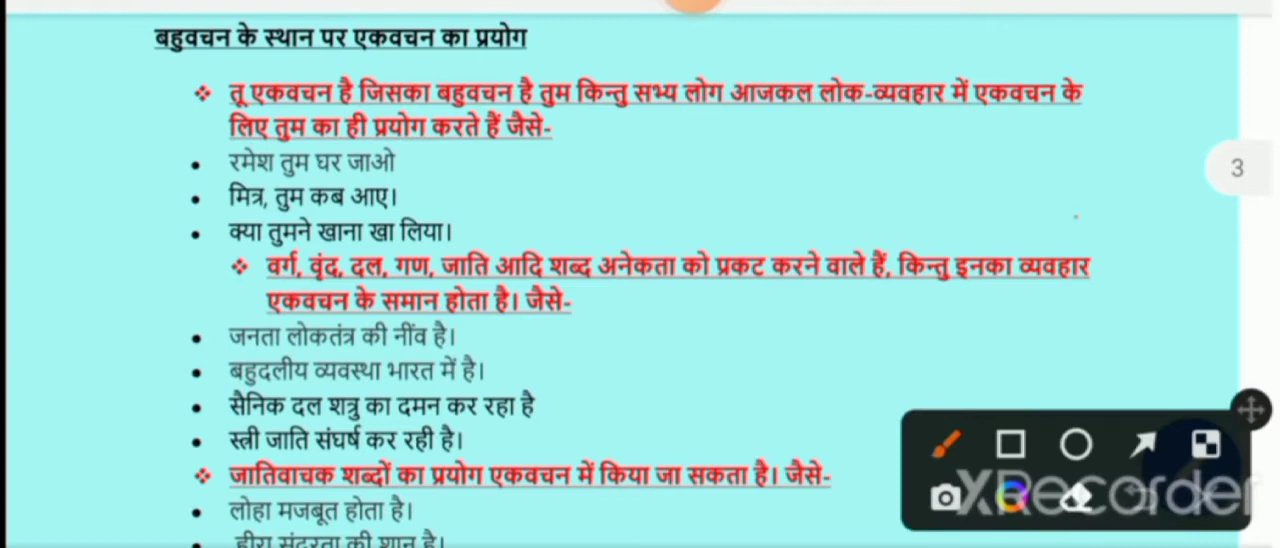 बहुवचन के स्थान पर एकवचन का प्रयोग
❖ तू एकवचन है जिसका बहुवचन है तुम किन्तु सभ्य लोग आजकल लोक-व्यवहार में एकवचन के
लिए तुम का ही प्रयोग करते हैं जैसे-
• रमेश तुम घर जाओ
3
• मित्र, तुम कब आए।
• क्या तुमने खाना खा लिया।
❖ वर्ग, वृंद, दल, गण, जाति आदि शब्द अनेकता को प्रकट करने वाले हैं, किन्तु इनका व्यवहार
एकवचन के समान होता है। जैसे-
• जनता लोकतंत्र की नींव है।
• बहुदलीय व्यवस्था भारत में है।
• सैनिक दल शत्रु का दमन कर रहा है
• स्त्री जाति संघर्ष कर रही है।
❖ जातिवाचक शब्दों का प्रयोग एकवचन में किया जा सकता है। जैसे-
XRecorder
• लोहा मजबूत होता है।
• हीरा सुंदरता की शान है।